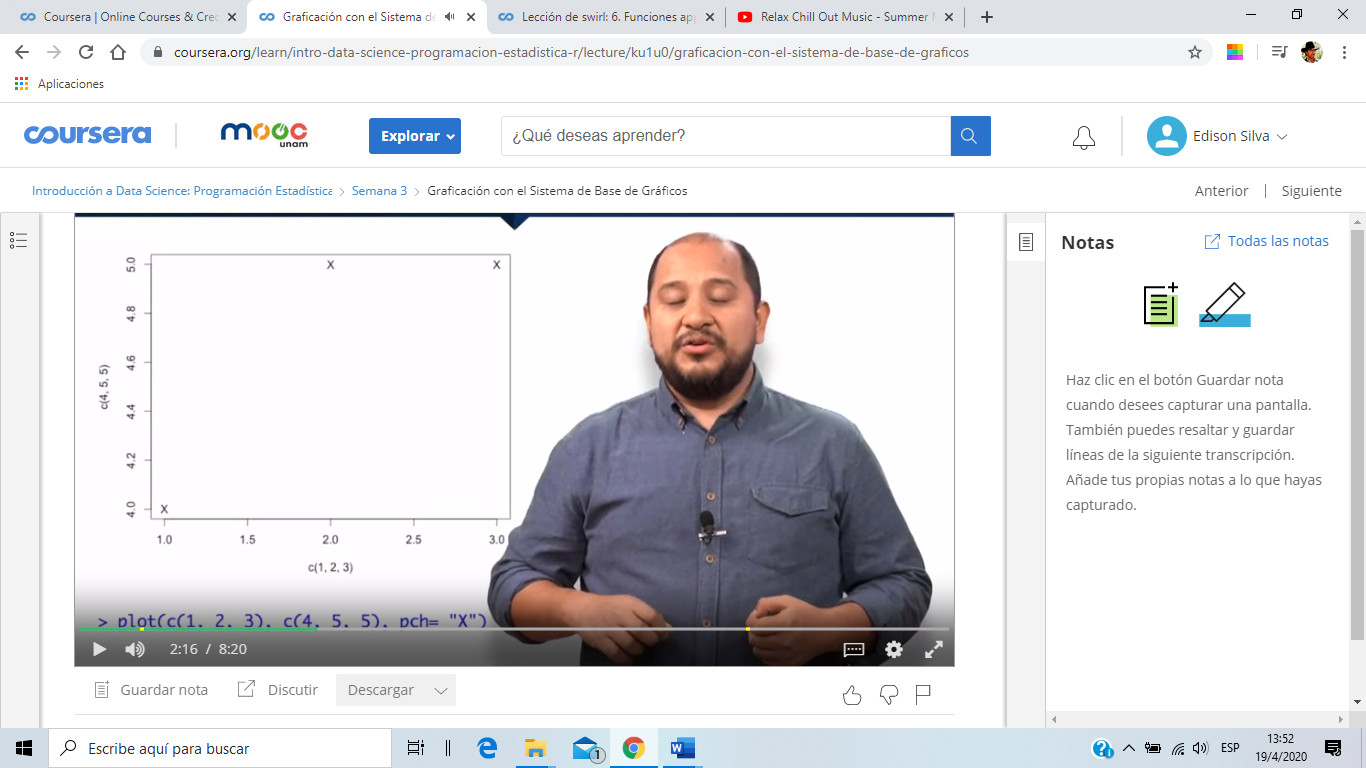 Coursera | Online Courses & Cred
Graficación con el Sistema de
Lección de swirl: 6. Funciones app
Relax Chill Out Music - Summer M
coursera.org/learn/intro-data-science-programacion-estadistica-r/lecture/ku1u0/graficacion-con-el-sistema-de-base-de-graficos
Aplicaciones
coursera
mooc
unam
Explorar
¿Qué deseas aprender?
Edison Silva
Introducción a Data Science: Programación Estadística
Semana 3
Graficación con el Sistema de Base de Gráficos
Anterior | Siguiente
5.0
4.8
4.6
4.4
4.2
4.0
c(4, 5, 5)
X X
X
1.0 1.5 2.0 2.5 3.0
c(1, 2, 3)
> plot(c(1, 2, 3), c(4, 5, 5), pch= "X")
2:16 / 8:20
Guardar nota
Discutir
Descargar
Notas
Todas las notas
Haz clic en el botón Guardar nota
cuando desees capturar una pantalla.
También puedes resaltar y guardar
líneas de la siguiente transcripción.
Añade tus propias notas a lo que hayas
capturado.
Escribe aquí para buscar
1
ESP
13:52
19/4/2020